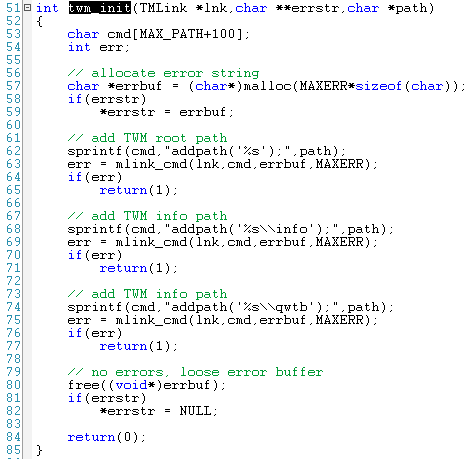 51 int twm_init(TMLink *lnk,char **errstr,char *path)
52 {
53     char cmd[MAX_PATH+100];
54     int err;
55
56     // allocate error string
57     char *errbuf = (char*)malloc(MAXERR*sizeof(char));
58     if(errstr)
59         *errstr = errbuf;
60
61     // add TWM root path
62     sprintf(cmd,"addpath('%s');",path);
63     err = mlink_cmd(lnk,cmd,errbuf,MAXERR);
64     if(err)
65         return(1);
66
67     // add TWM info path
68     sprintf(cmd,"addpath('%s\\info');",path);
69     err = mlink_cmd(lnk,cmd,errbuf,MAXERR);
70     if(err)
71         return(1);
72
73     // add TWM info path
74     sprintf(cmd,"addpath('%s\\qwtb');",path);
75     err = mlink_cmd(lnk,cmd,errbuf,MAXERR);
76     if(err)
77         return(1);
78
79     // no errors, loose error buffer
80     free((void*)errbuf);
81     if(errstr)
82         *errstr = NULL;
83
84     return(0);
85 }